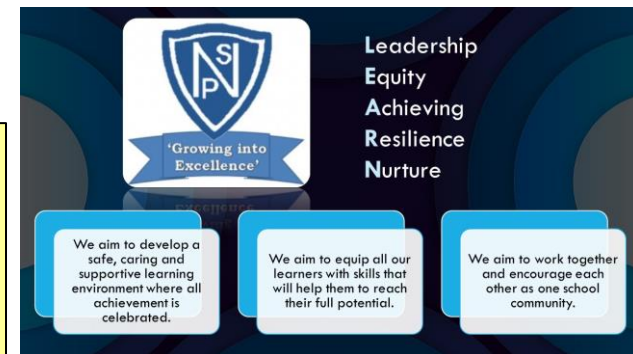 N
S
P
'Growing into
Excellence'
Leadership
Equity
Achieving
Resilience
Nurture
We aim to develop a
safe, caring and
supportive learning
environment where all
achievement is
celebrated.
We aim to equip all our
learners with skills that
will help them to reach
their full potential.
We aim to work together
and encourage each
other as one school
community.